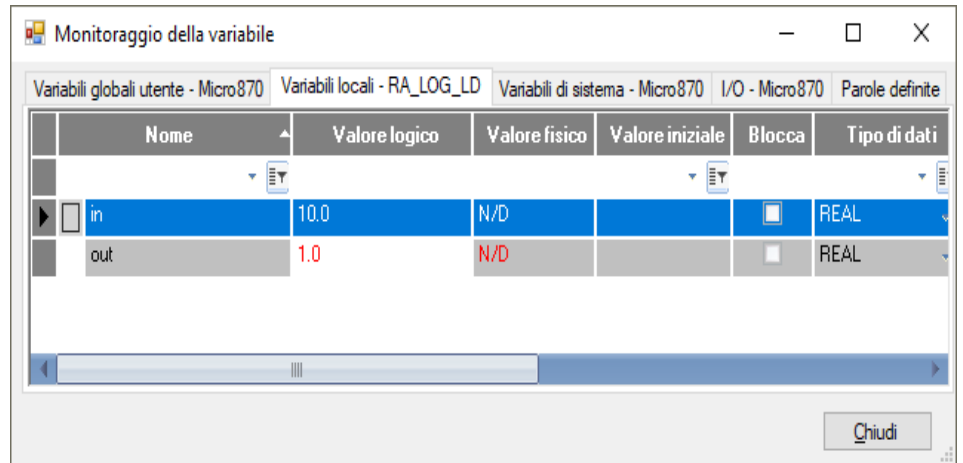 Monitoraggio della variabile
Variabili globali utente - Micro870 Variabili locali - RA_LOG_LD Variabili di sistema - Micro870 I/O - Micro870 Parole definite
Nome Valore logico Valore fisico Valore iniziale Blocca Tipo di dati
in 10.0 N/D REAL
out 1.0 N/D REAL
Chiudi